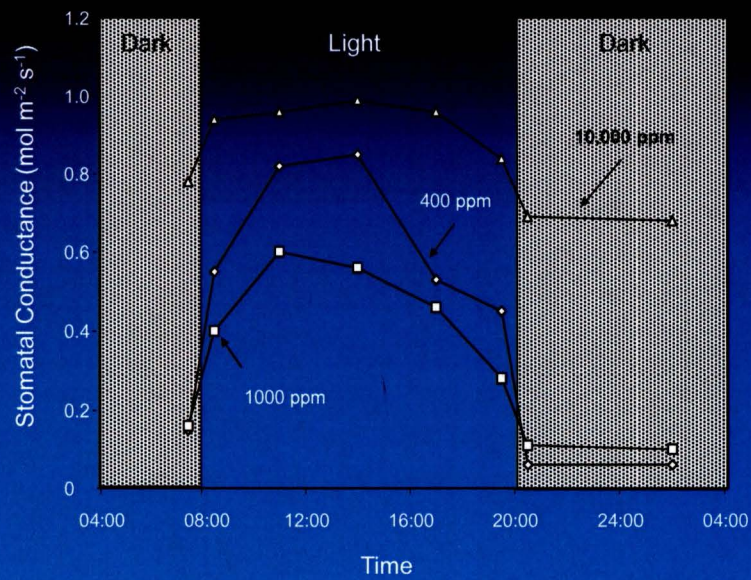 1.2
Dark
Light
Dark
1.0
10,000 ppm
0.8
400 ppm
0.6
0.4
1000 ppm
0.2
0
Stomatal Conductance (mol m⁻² s⁻¹)
04:00 08:00 12:00 16:00 20:00 24:00 04:00
Time